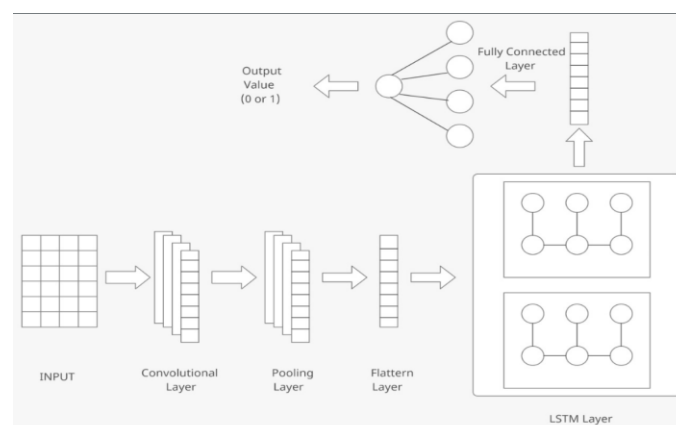 Fully Connected
Layer
Output
Value
(0 or 1)
INPUT
Convolutional
Layer
Pooling
Layer
Flattern
Layer
LSTM Layer